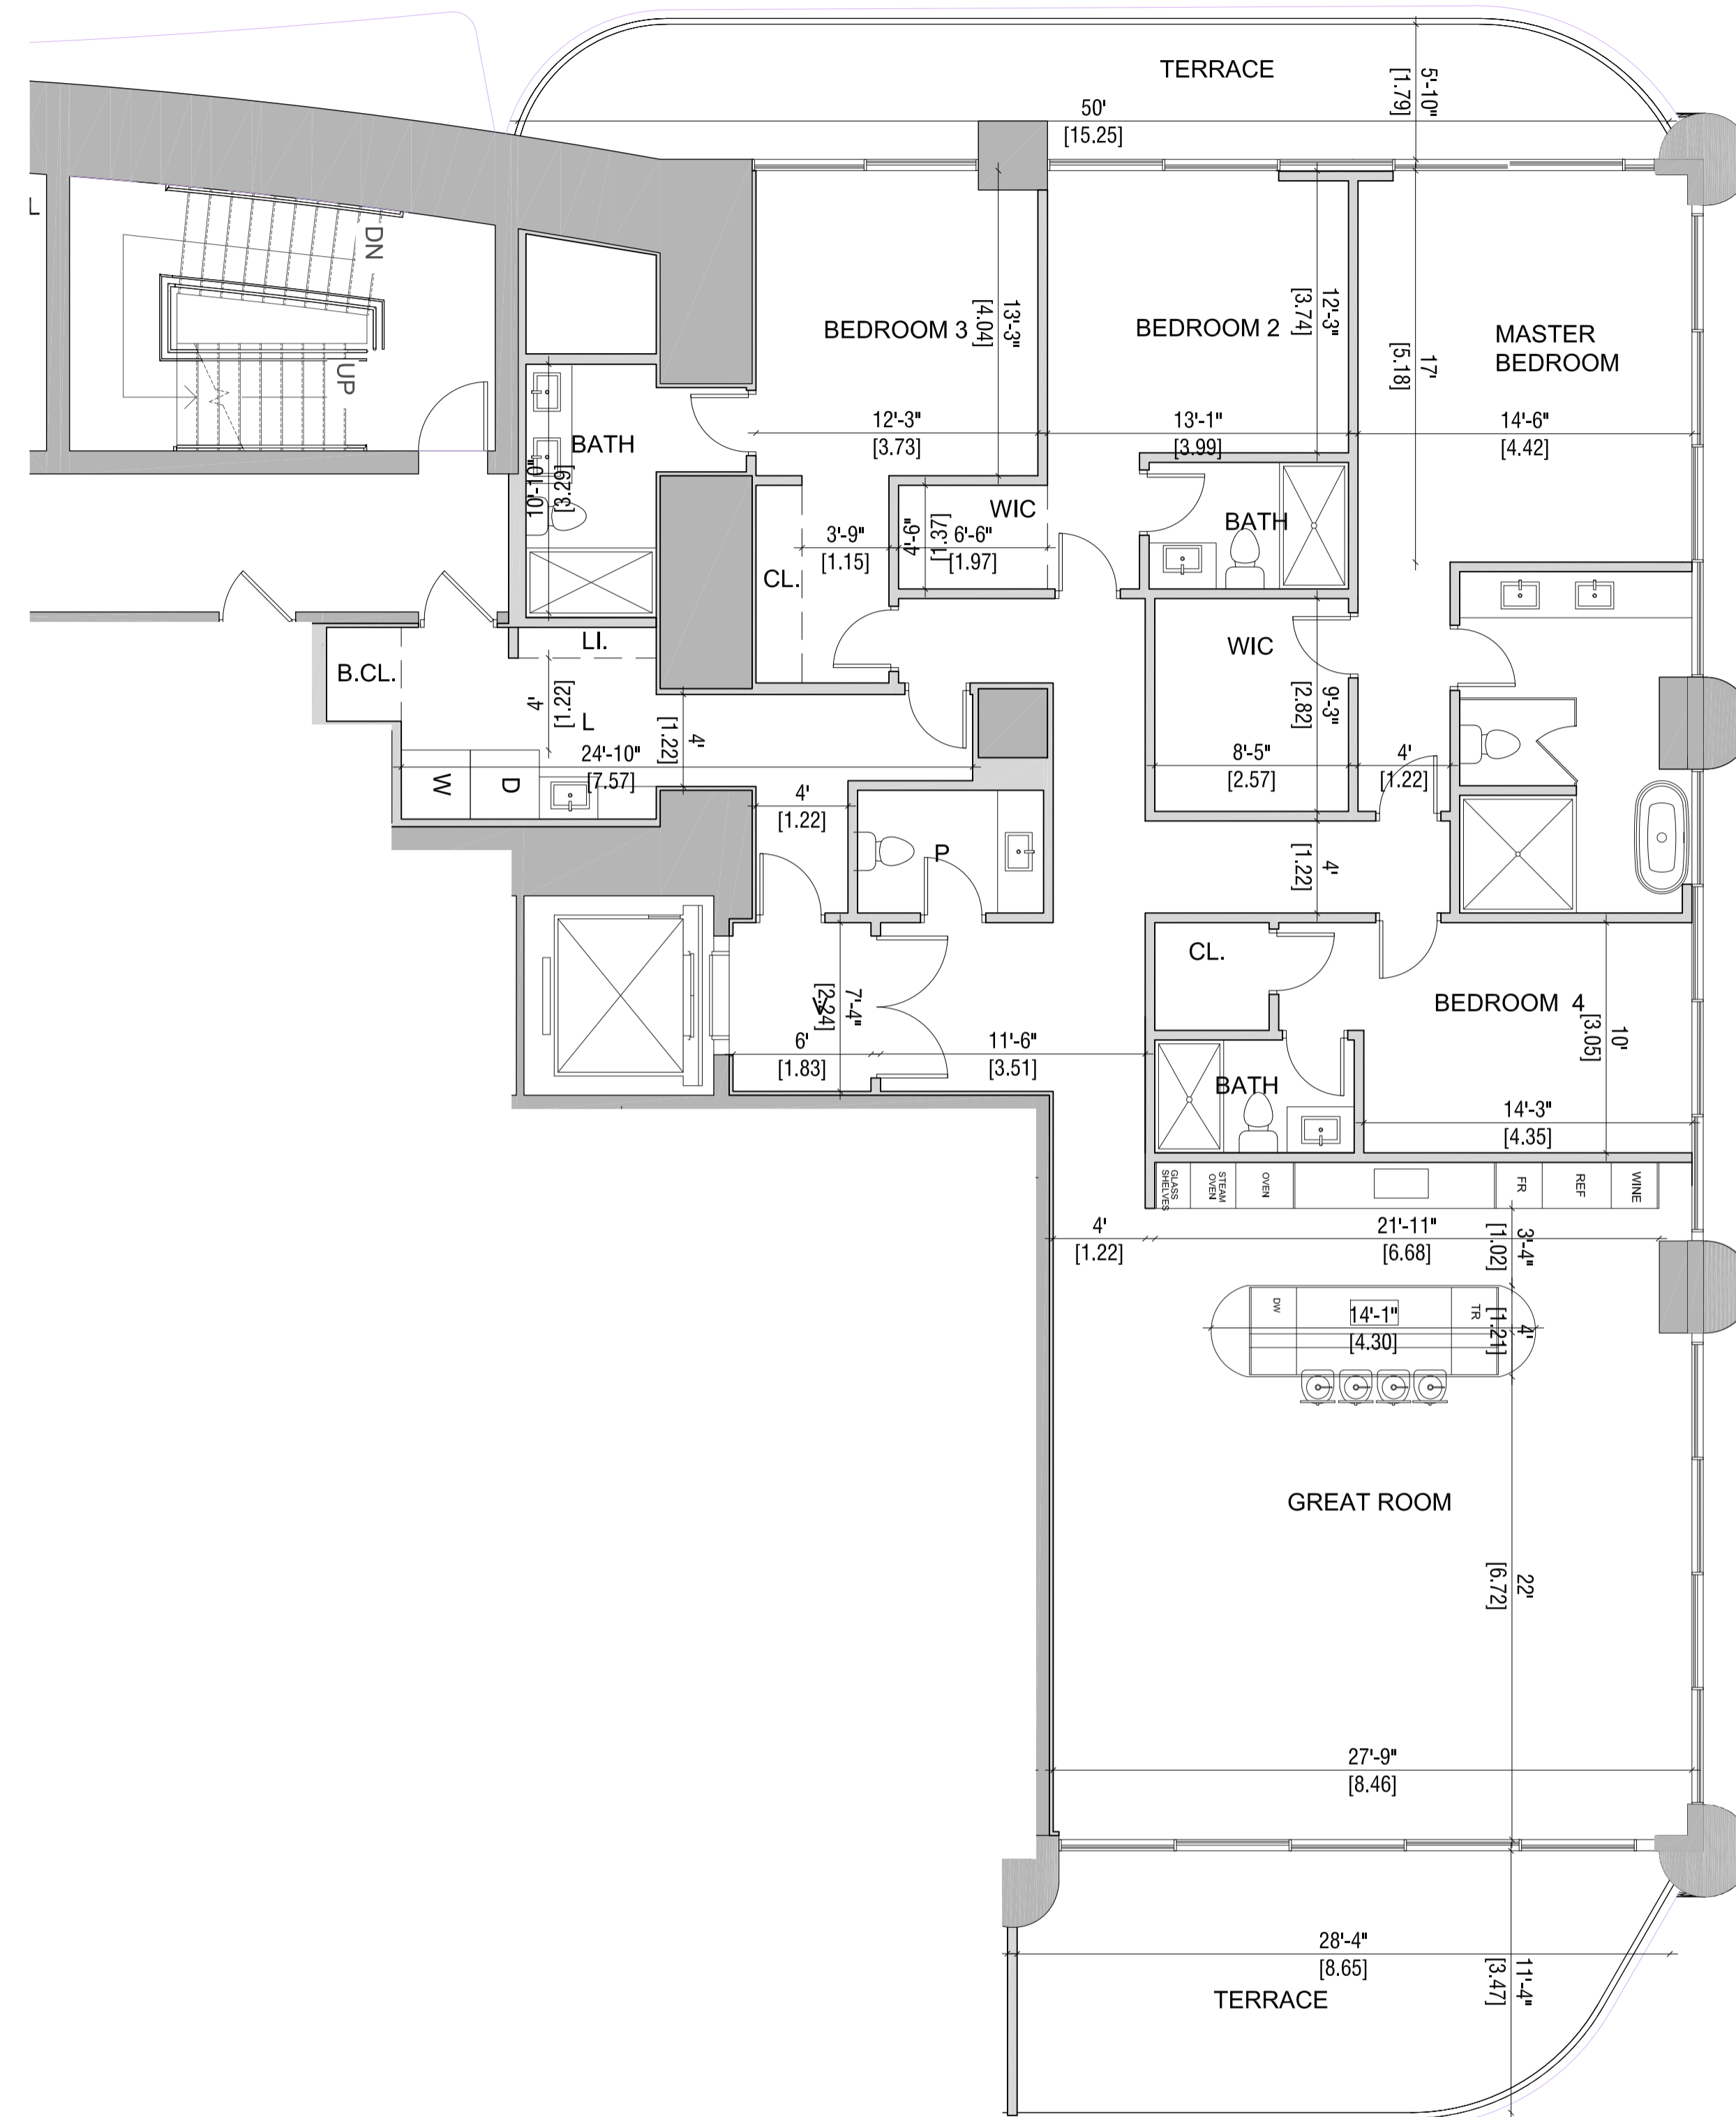 TERRACE
5'-10"
[1.79]
50'
[15.25]
L
DN
UP
13'-3"
[4.04]
12'-3"
[3.74]
BEDROOM 3
BEDROOM 2
MASTER
BEDROOM
17'
[5.18]
12'-3"
[3.73]
13'-1"
[3.99]
14'-6"
[4.42]
BATH
10'-10"
[3.29]
WIC
BATH
3'-9"
[1.15]
4'-6"
[1.37]
6'-6"
[1.97]
CL.
LI.
WIC
B.CL.
4'
[1.22]
L
4'
[1.22]
9'-3"
[2.82]
24'-10"
[7.57]
8'-5"
[2.57]
4'
[1.22]
W
D
4'
[1.22]
P
4'
[1.22]
CL.
7'-4"
[2.24]
V
BEDROOM 4
10'
[3.05]
6'
[1.83]
11'-6"
[3.51]
BATH
14'-3"
[4.35]
GLASS
SHELVES
STEAM
OVEN
OVEN
FR
REF
WINE
4'
[1.22]
21'-11"
[6.68]
3'-4"
[1.02]
DW
14'-1"
[4.30]
TR
4'
[1.21]
GREAT ROOM
22'
[6.72]
27'-9"
[8.46]
28'-4"
[8.65]
11'-4"
[3.47]
TERRACE